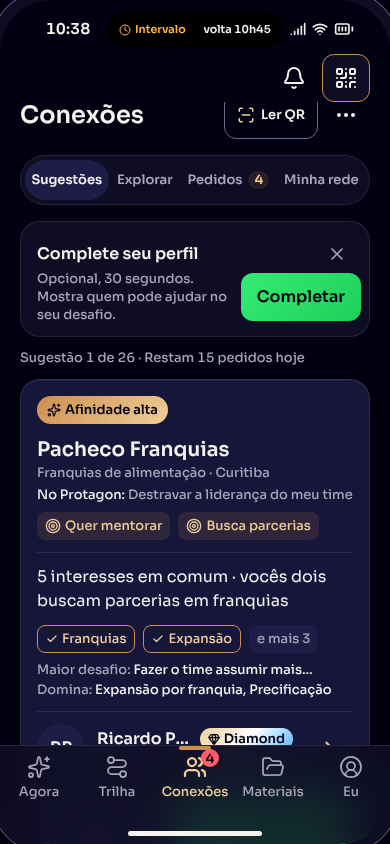 10:38
Intervalo
volta 10h45
Conexões
Ler QR
Sugestões
Explorar
Pedidos 4
Minha rede
Complete seu perfil
Opcional, 30 segundos.
Mostra quem pode ajudar no
seu desafio.
Completar
Sugestão 1 de 26 · Restam 15 pedidos hoje
Afinidade alta
Pacheco Franquias
Franquias de alimentação · Curitiba
No Protagon: Destravar a liderança do meu time
Quer mentorar
Busca parcerias
5 interesses em comum · vocês dois
buscam parcerias em franquias
Franquias
Expansão
e mais 3
Maior desafio: Fazer o time assumir mais...
Domina: Expansão por franquia, Precificação
Ricardo P...
Diamond
4
Agora
Trilha
Conexões
Materiais
Eu